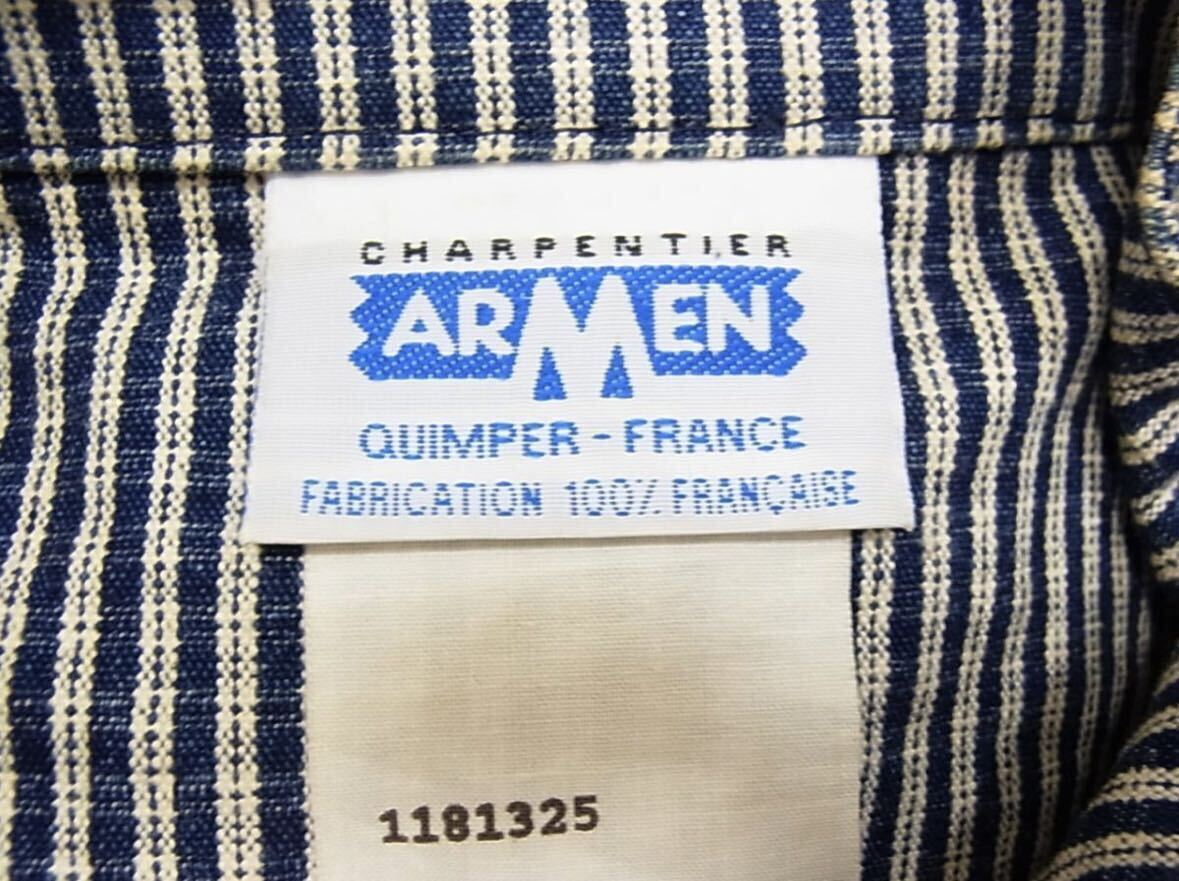 CHARPENTIER
ARMEN
QUIMPER - FRANCE
FABRICATION 100% FRANÇAISE
1181325